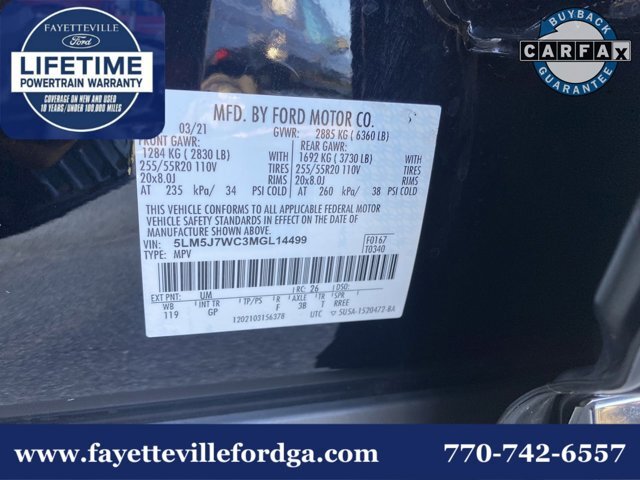 FAYETTEVILLE
Ford
LIFETIME
POWERTRAIN WARRANTY
COVERAGE ON NEW AND USED
10 YEARS/UNDER 100,000 MILES
BUYBACK
CARFAX
GUARANTEE
MFD. BY FORD MOTOR CO.
03/21 GVWR: 2885 KG ( 6360 LB)
FRONT GAWR: REAR GAWR:
1284 KG ( 2830 LB) WITH 1692 KG ( 3730 LB) WITH
255/55R20 110V TIRES 255/55R20 110V TIRES
20x8.0J RIMS 20x8.0J RIMS
AT 235 kPa/ 34 PSI COLD AT 260 kPa/ 38 PSI COLD
THIS VEHICLE CONFORMS TO ALL APPLICABLE FEDERAL MOTOR
VEHICLE SAFETY STANDARDS IN EFFECT ON THE DATE OF
MANUFACTURE SHOWN ABOVE.
VIN: 5LM5J7WC3MGL14499 F0167
TYPE: MPV T0340
EXT PNT: UM RC: 26 DSO:
WB INT TR TP/PS R AXLE TR SPR
119 GP F 3B T RREE
1202103156378 UTC 5USA-1520472-BA
www.fayettevillefordga.com 770-742-6557